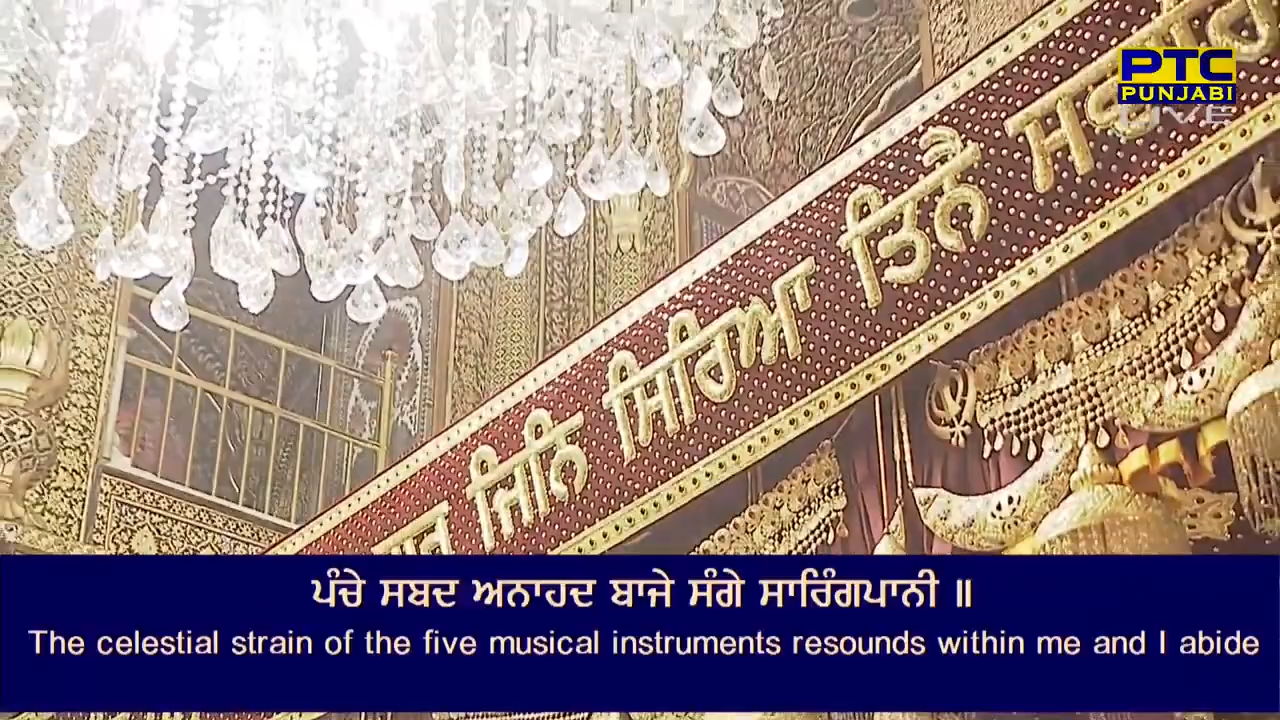 PTC
PUNJABI
LIVE
ਜਿਨਿ ਸਿਰਿਆ ਤਿਨੈ
ਪੰਚੇ ਸਬਦ ਅਨਾਹਦ ਬਾਜੇ ਸੰਗੇ ਸਾਰਿੰਗਪਾਨੀ ॥
The celestial strain of the five musical instruments resounds within me and I abide